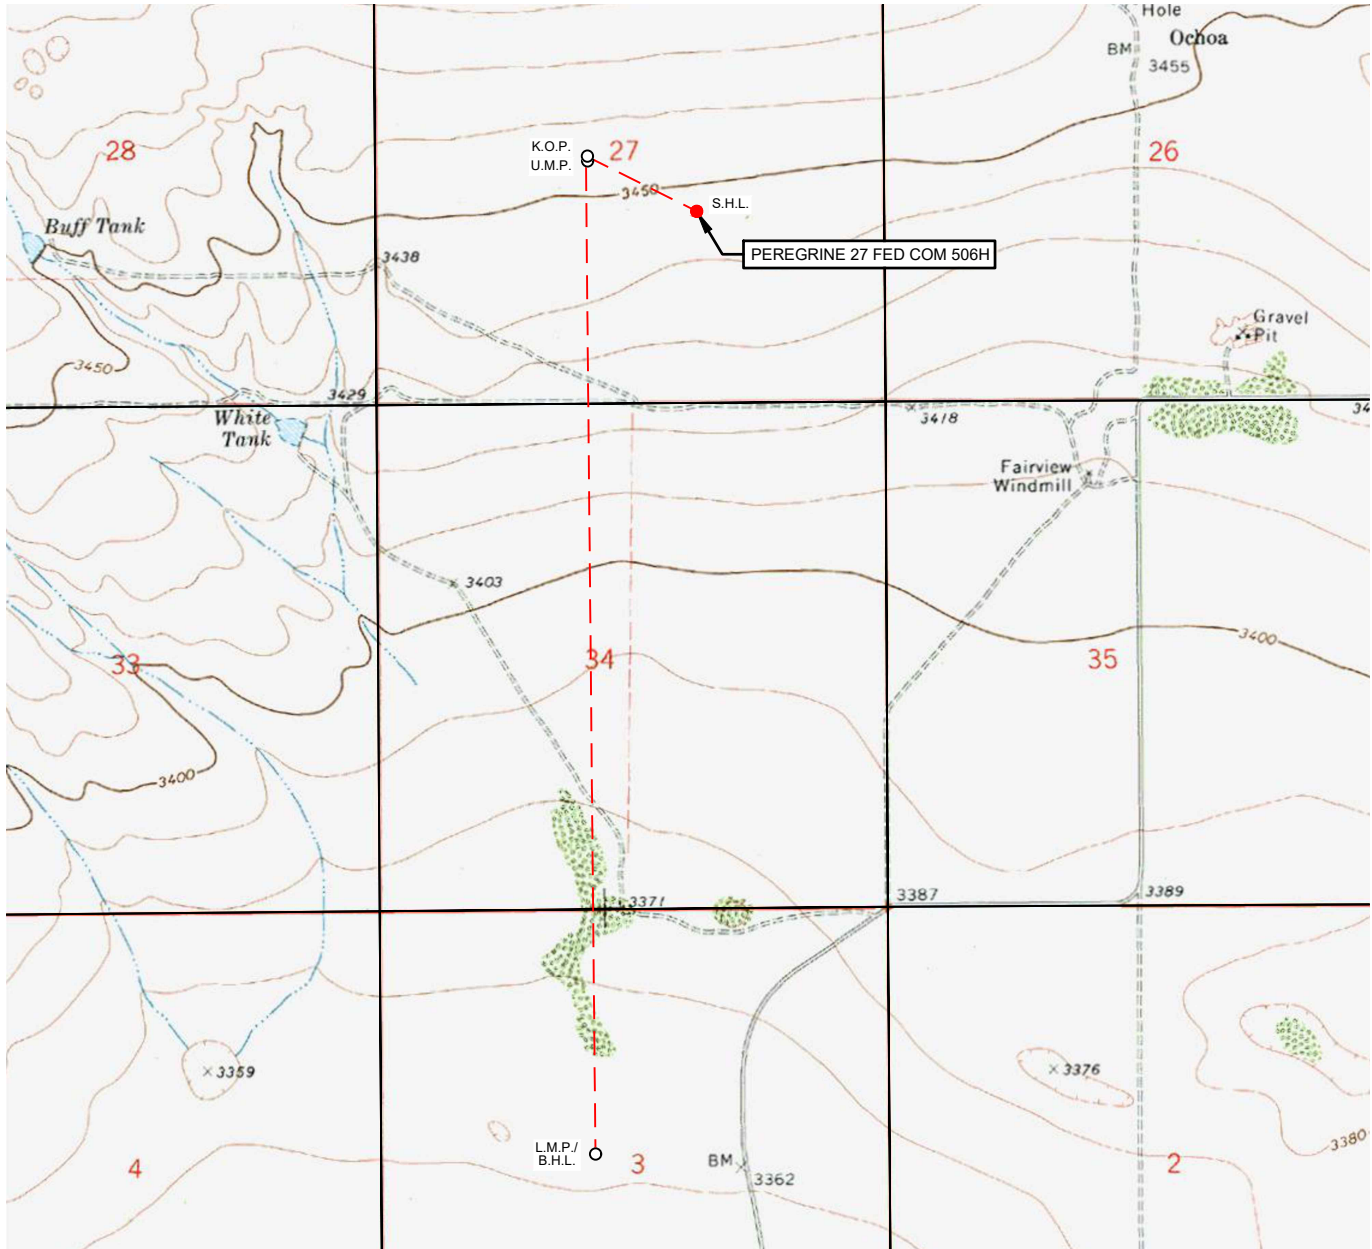 Hole
Ochoa
BM
3455
28
K.O.P.
U.M.P.
27
26
3450
S.H.L.
Buff Tank
PEREGRINE 27 FED COM 506H
3438
Gravel
Pit
3450
3429
White
Tank
3418
34
Fairview
Windmill
3403
3400
33
34
35
3400
3371
3387
3389
3359
3376
3380
L.M.P./
B.H.L.
4
3
BM
3362
2